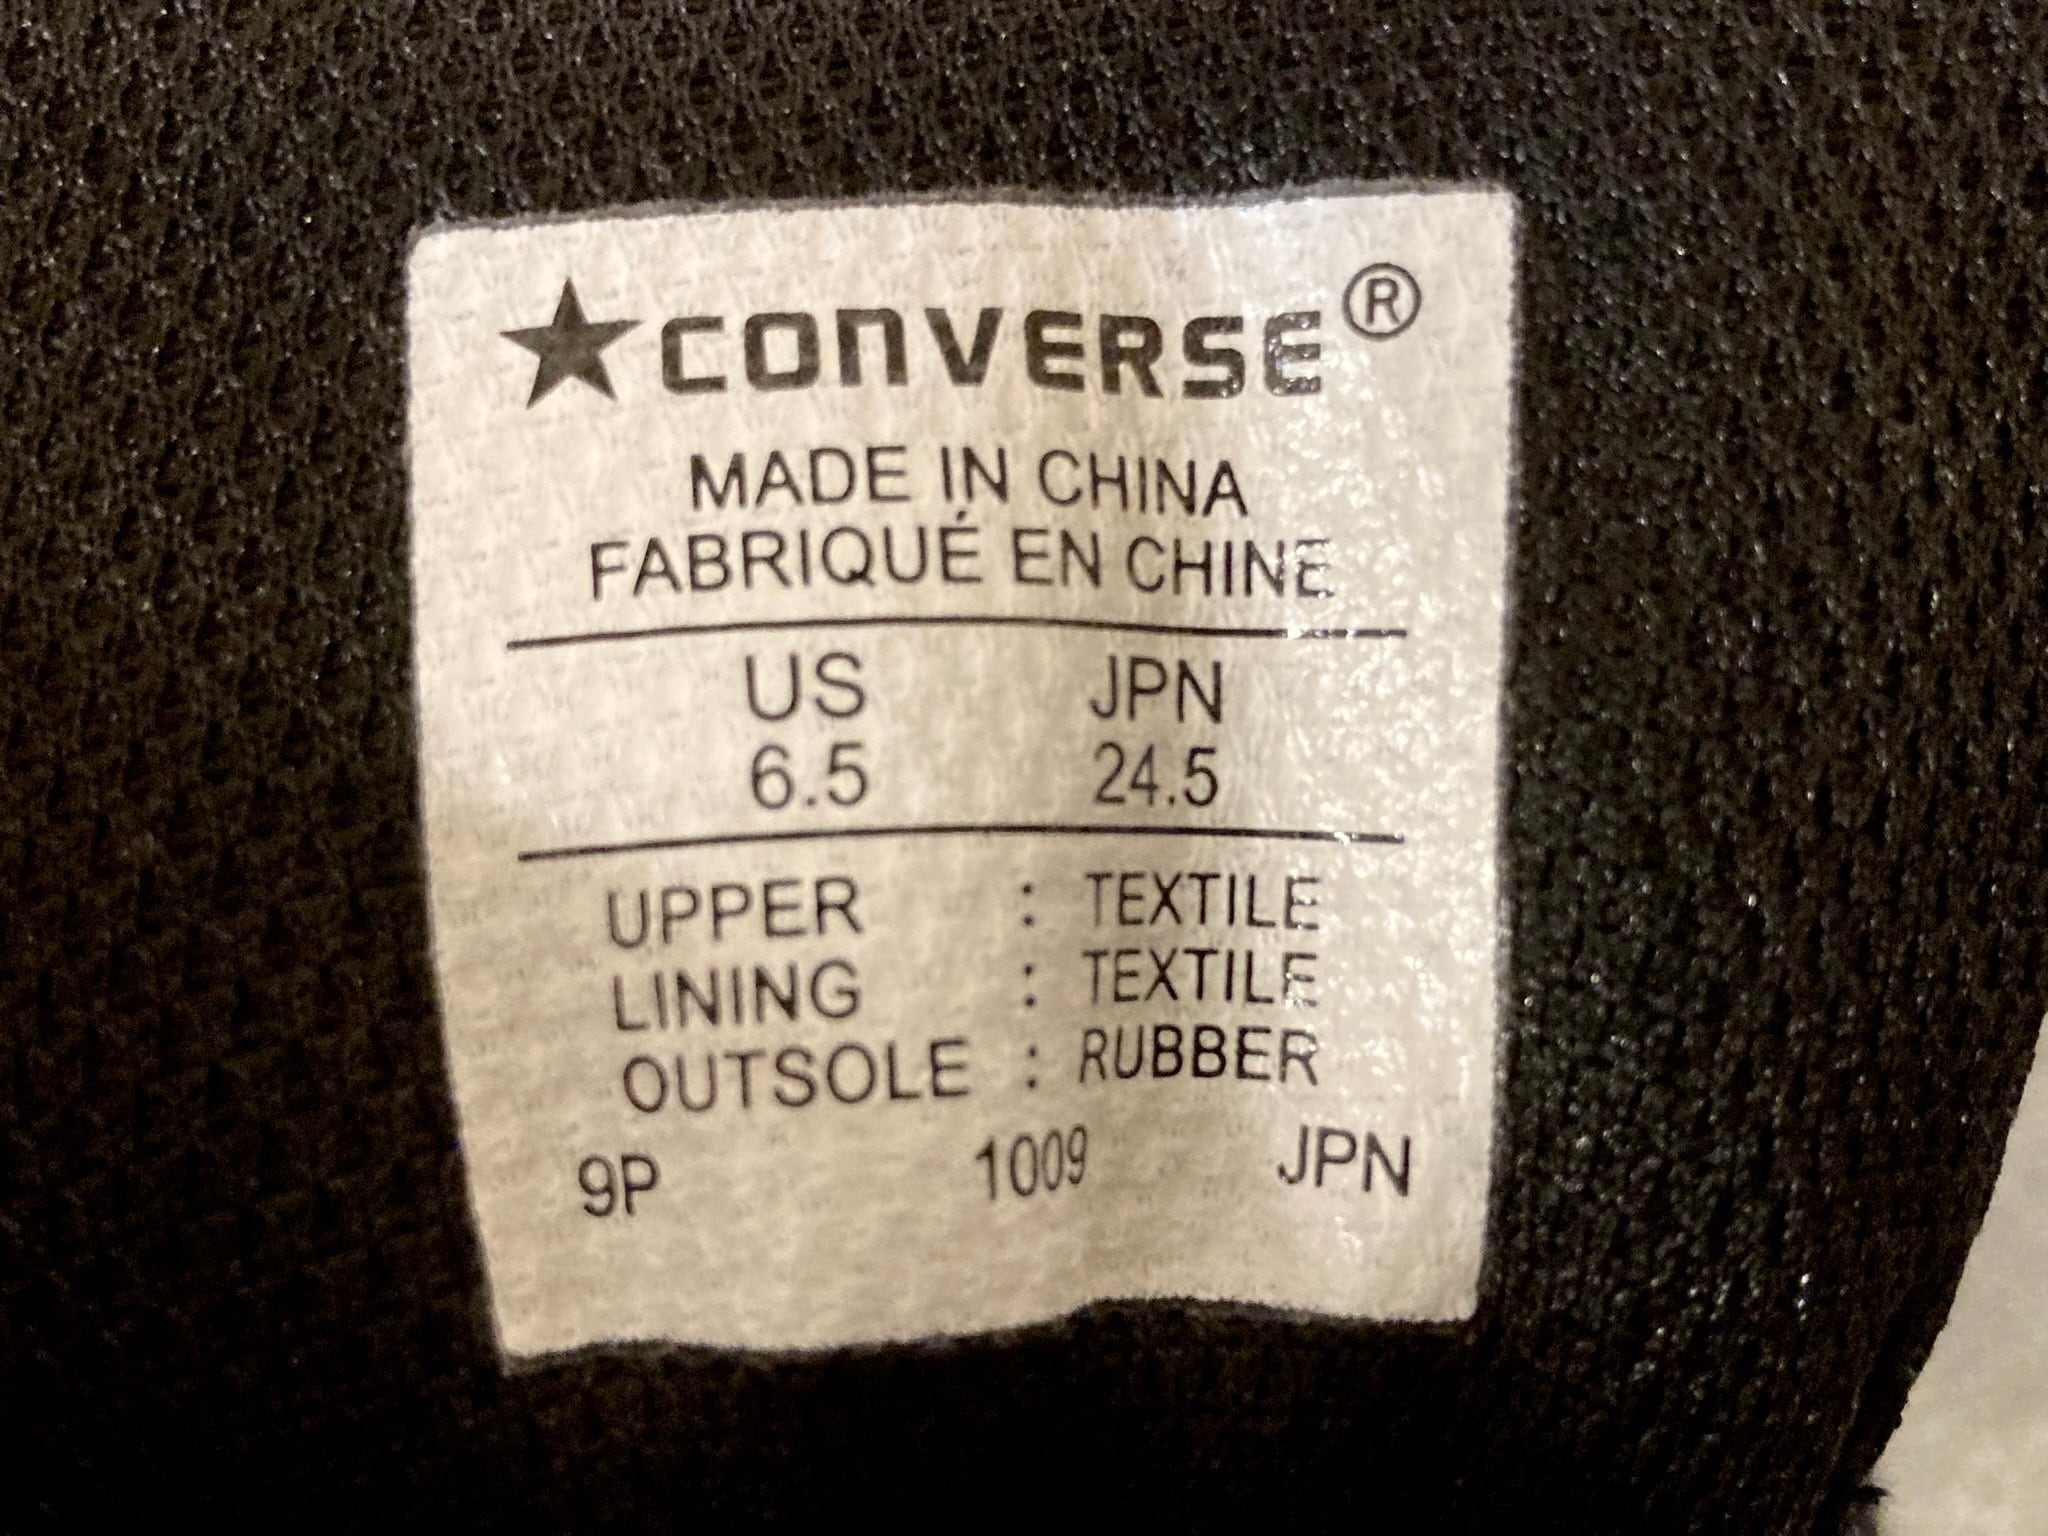 ★CONVERSE®
MADE IN CHINA
FABRIQUÉ EN CHINE
US JPN
6.5 24.5
UPPER : TEXTILE
LINING : TEXTILE
OUTSOLE : RUBBER
9P 1009 JPN